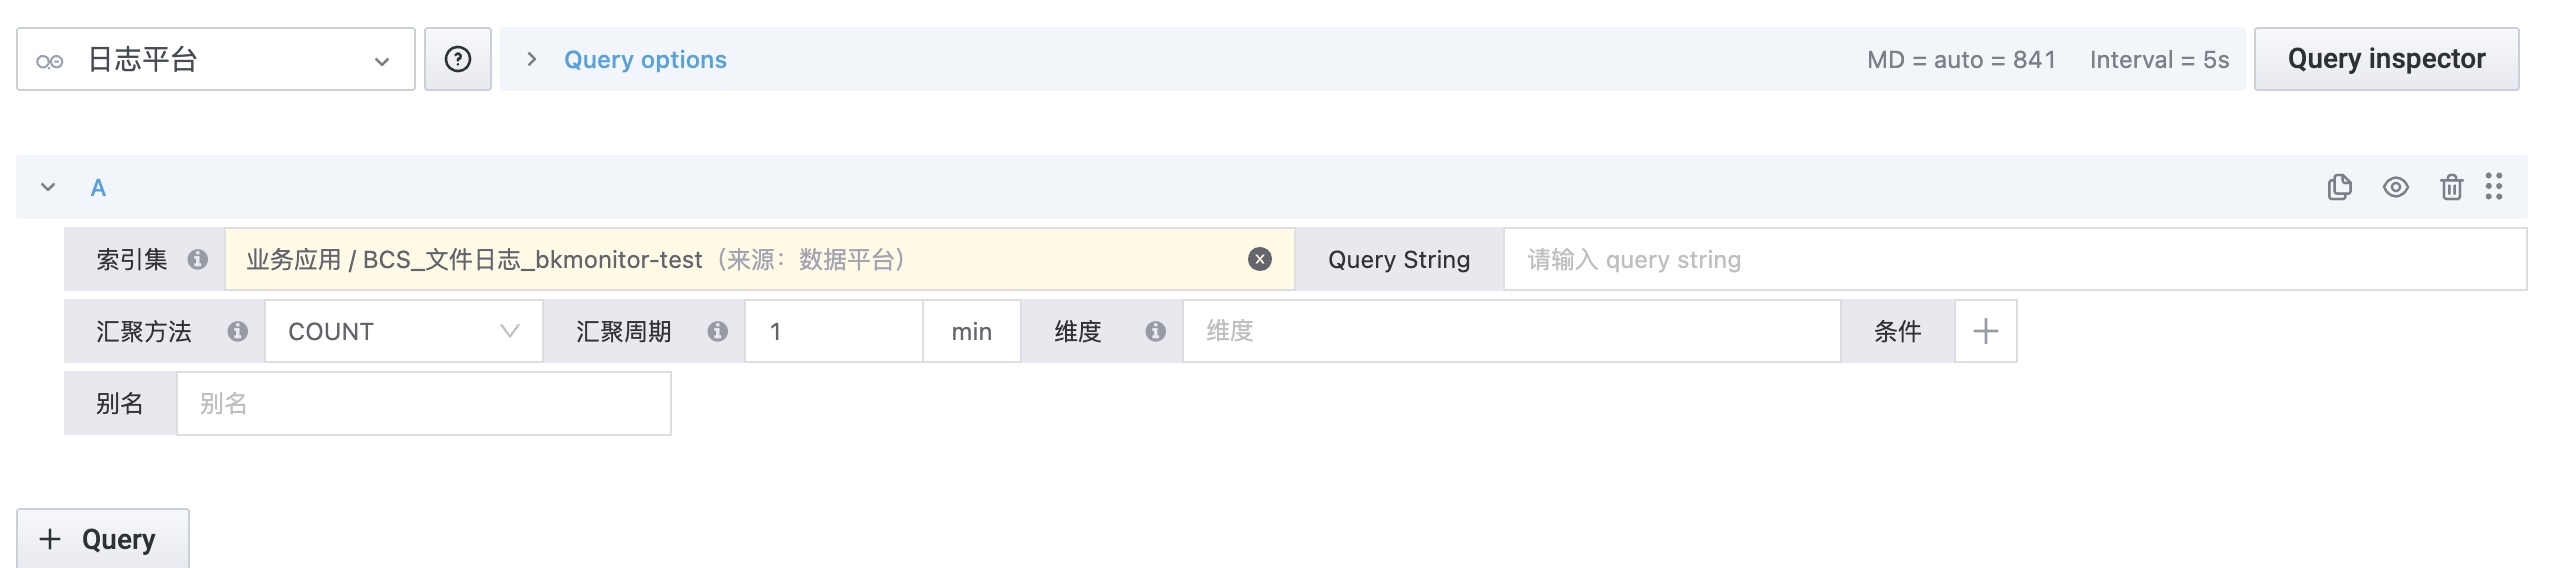 日志平台 Query options MD = auto = 841 Interval = 5s Query inspector
A
索引集 业务应用 / BCS_文件日志_bkmonitor-test（来源：数据平台） Query String 请输入 query string
汇聚方法 COUNT 汇聚周期 1 min 维度 维度 条件
别名 别名
+ Query